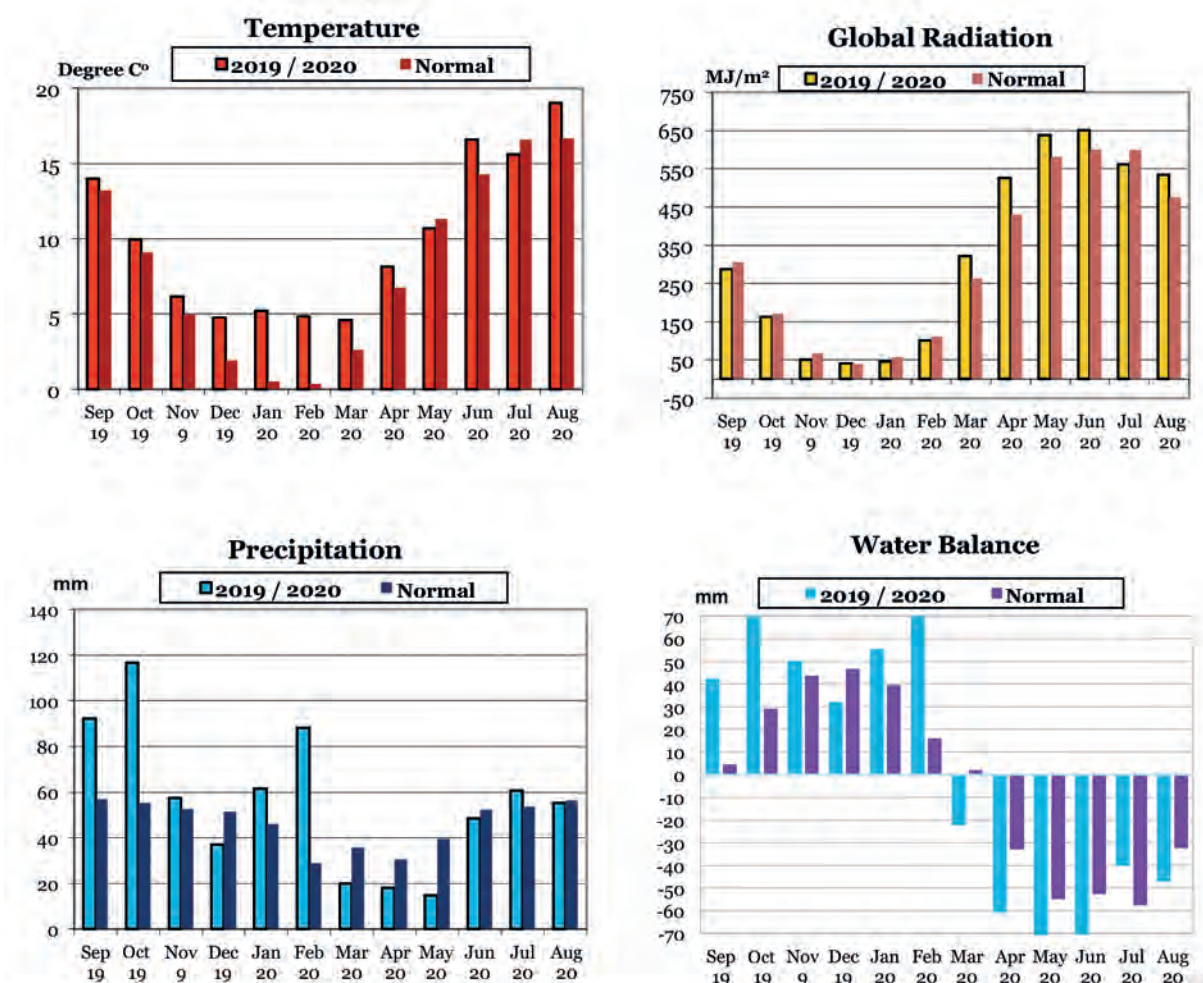 Temperature
Degree Cº
2019 / 2020 Normal
20
15
10
5
0
Sep Oct Nov Dec Jan Feb Mar Apr May Jun Jul Aug
19 19 9 19 20 20 20 20 20 20 20 20
Global Radiation
MJ/m²
2019 / 2020 Normal
750
650
550
450
350
250
150
50
-50
Sep Oct Nov Dec Jan Feb Mar Apr May Jun Jul Aug
19 19 9 19 20 20 20 20 20 20 20 20
Precipitation
mm
2019 / 2020 Normal
140
120
100
80
60
40
20
0
Sep Oct Nov Dec Jan Feb Mar Apr May Jun Jul Aug
19 19 9 19 20 20 20 20 20 20 20 20
Water Balance
mm
2019 / 2020 Normal
70
60
50
40
30
20
10
0
-10
-20
-30
-40
-50
-60
-70
Sep Oct Nov Dec Jan Feb Mar Apr May Jun Jul Aug
19 19 9 19 20 20 20 20 20 20 20 20